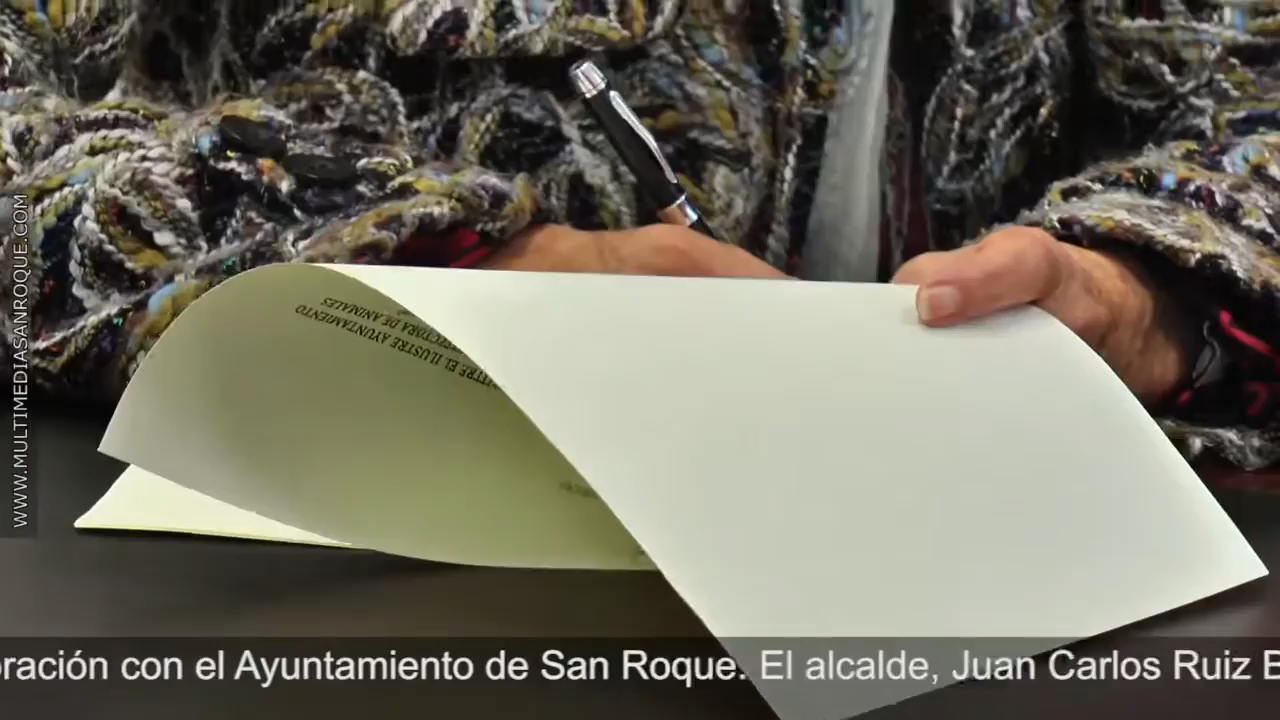 WWW.MULTIMEDIASANROQUE.COM
EL ILUSTRE AYUNTAMIENTO
DE ANIMALES
oración con el Ayuntamiento de San Roque. El alcalde, Juan Carlos Ruiz B